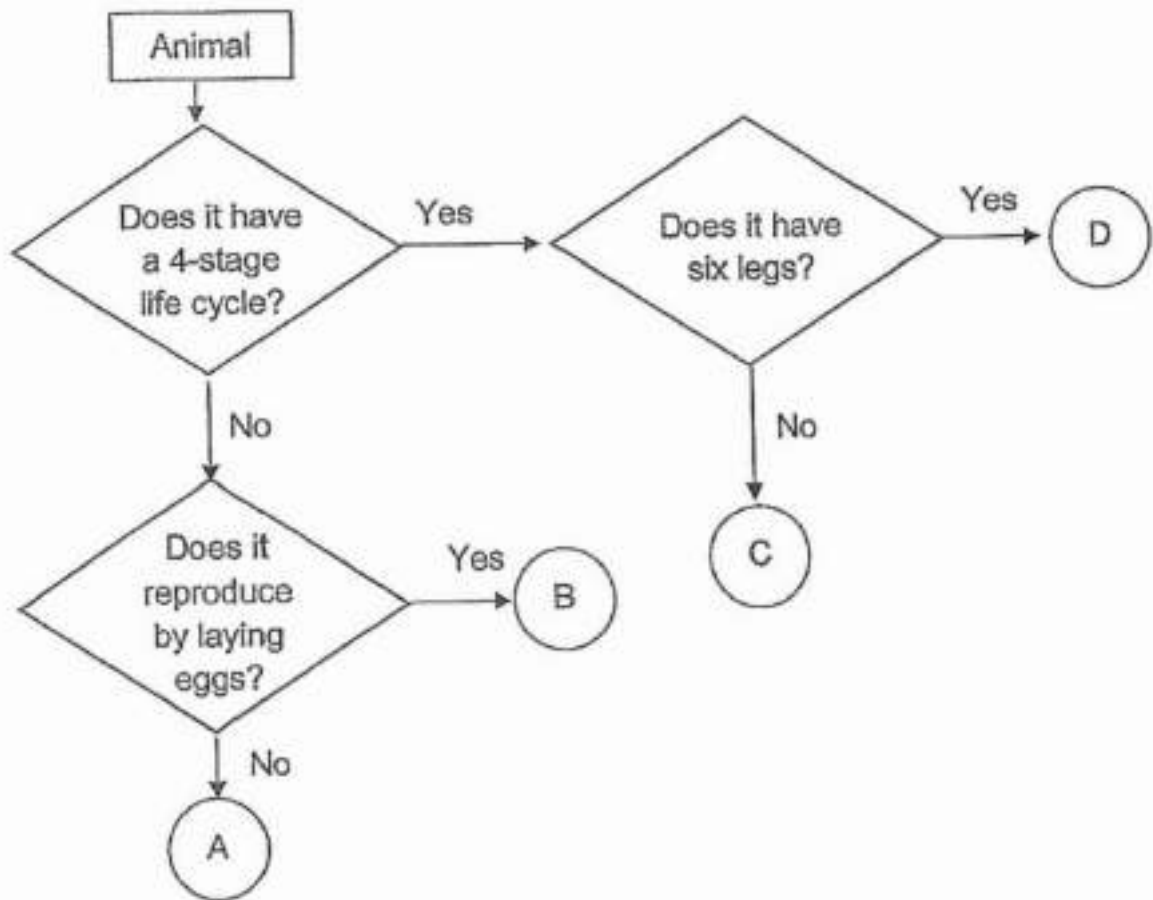 Animal
Does it have
a 4-stage
life cycle?
Yes
Does it have
six legs?
Yes
D
No
No
C
Does it
reproduce
by laying
eggs?
Yes
B
No
A